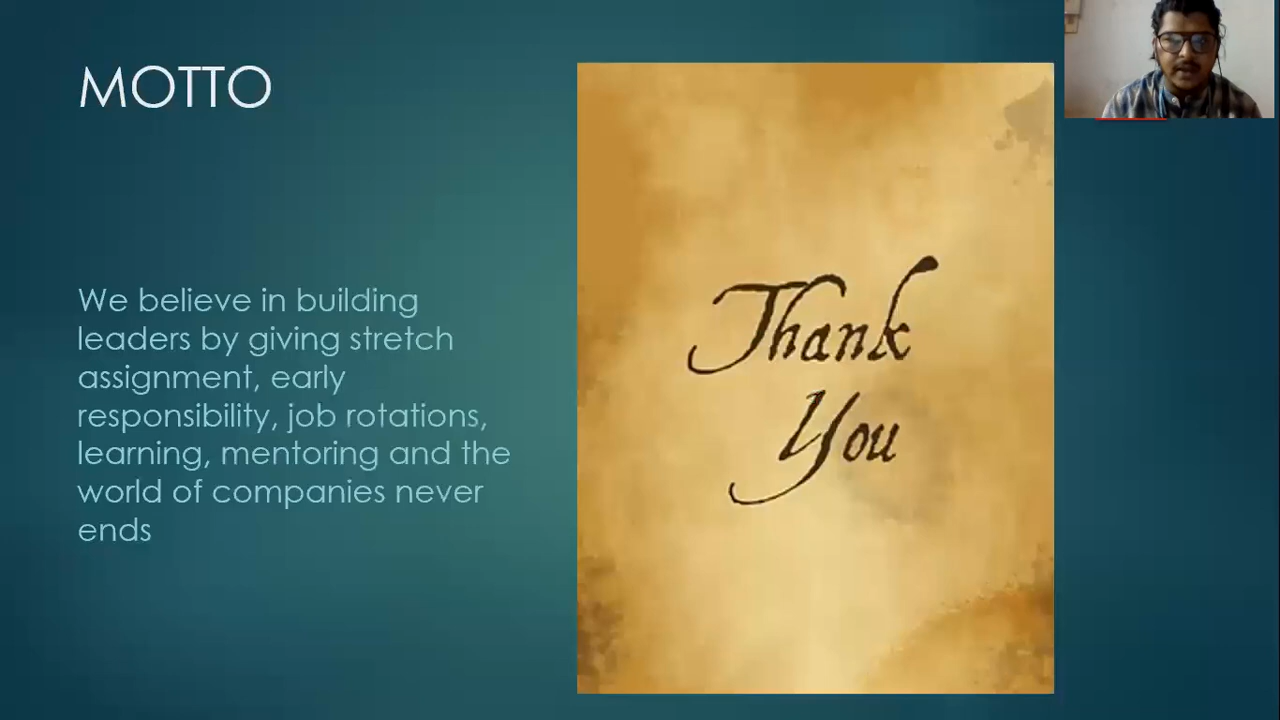 MOTTO
We believe in building
leaders by giving stretch
assignment, early
responsibility, job rotations,
learning, mentoring and the
world of companies never
ends
Thank
You